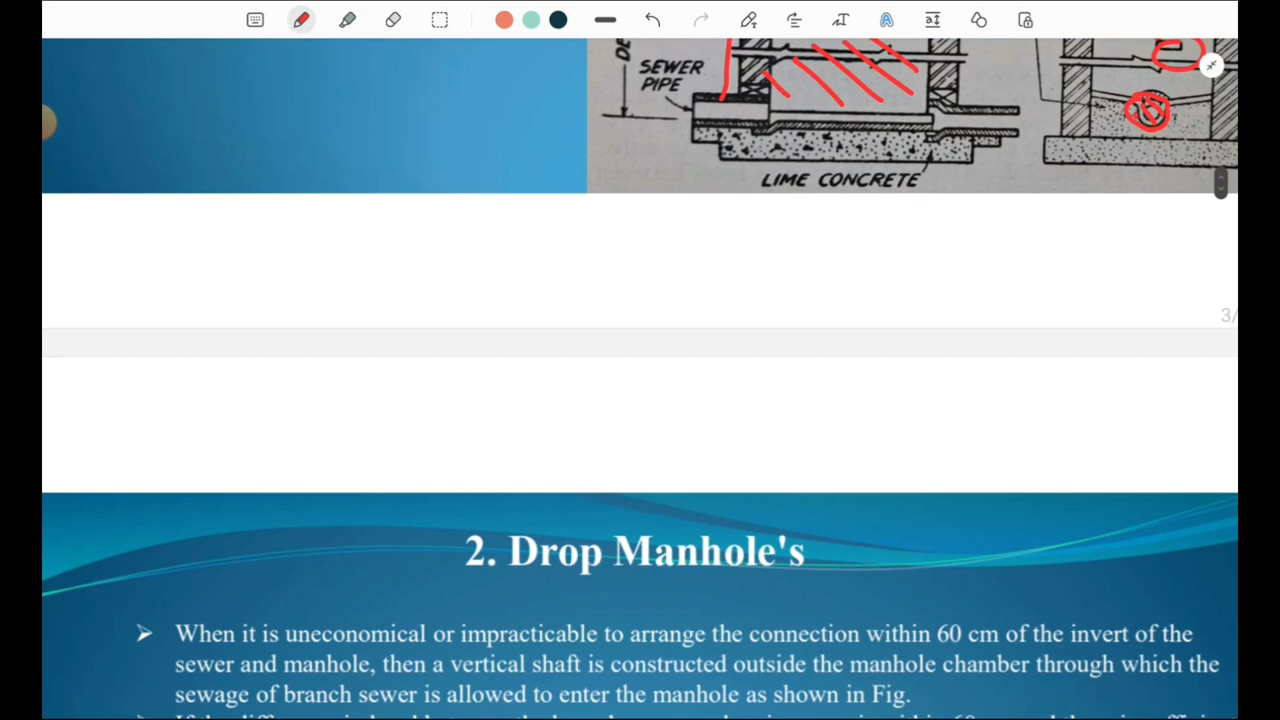 DE
SEWER
PIPE
LIME CONCRETE
3/
2. Drop Manhole's
When it is uneconomical or impracticable to arrange the connection within 60 cm of the invert of the
sewer and manhole, then a vertical shaft is constructed outside the manhole chamber through which the
sewage of branch sewer is allowed to enter the manhole as shown in Fig.